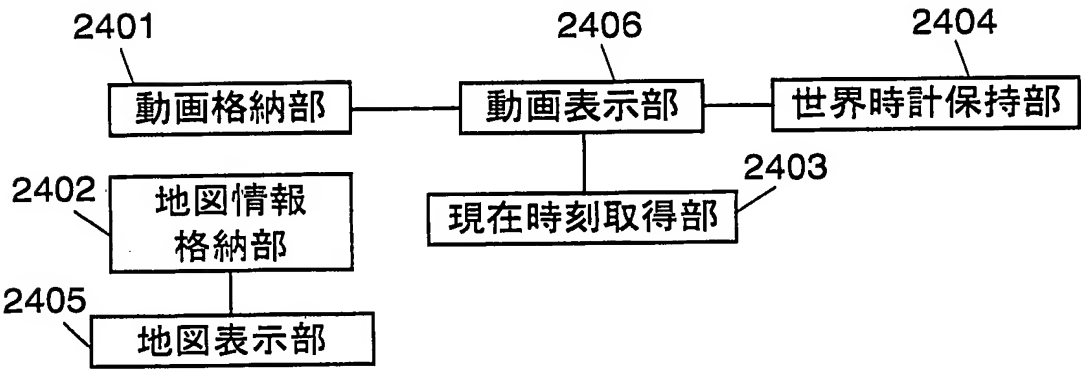 2401
2406
2404
動画格納部
動画表示部
世界時計保持部
2402
地図情報
格納部
2403
現在時刻取得部
2405
地図表示部